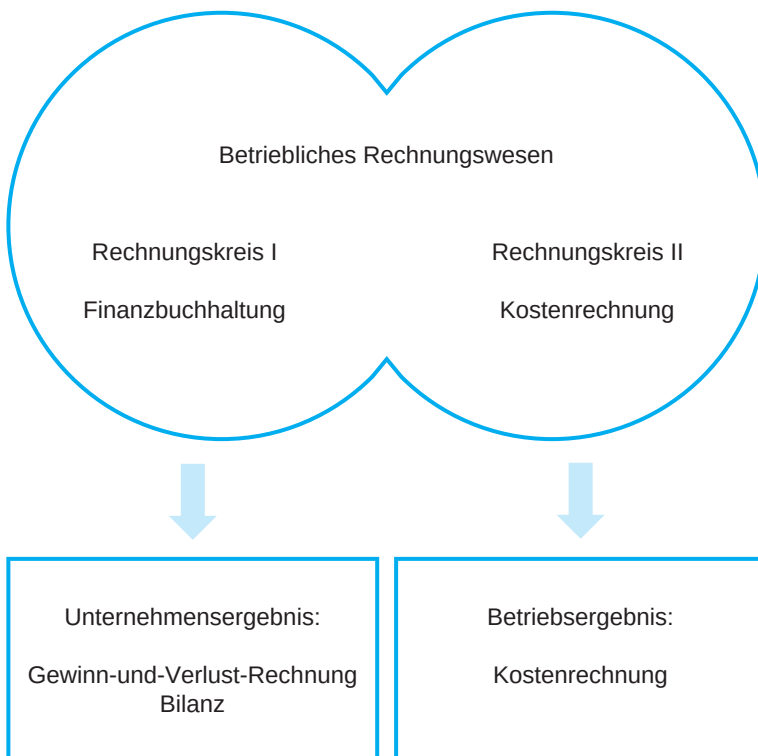 Betriebliches Rechnungswesen
Rechnungskreis I
Finanzbuchhaltung
Rechnungskreis II
Kostenrechnung
Unternehmensergebnis:
Gewinn-und-Verlust-Rechnung
Bilanz
Betriebsergebnis:
Kostenrechnung